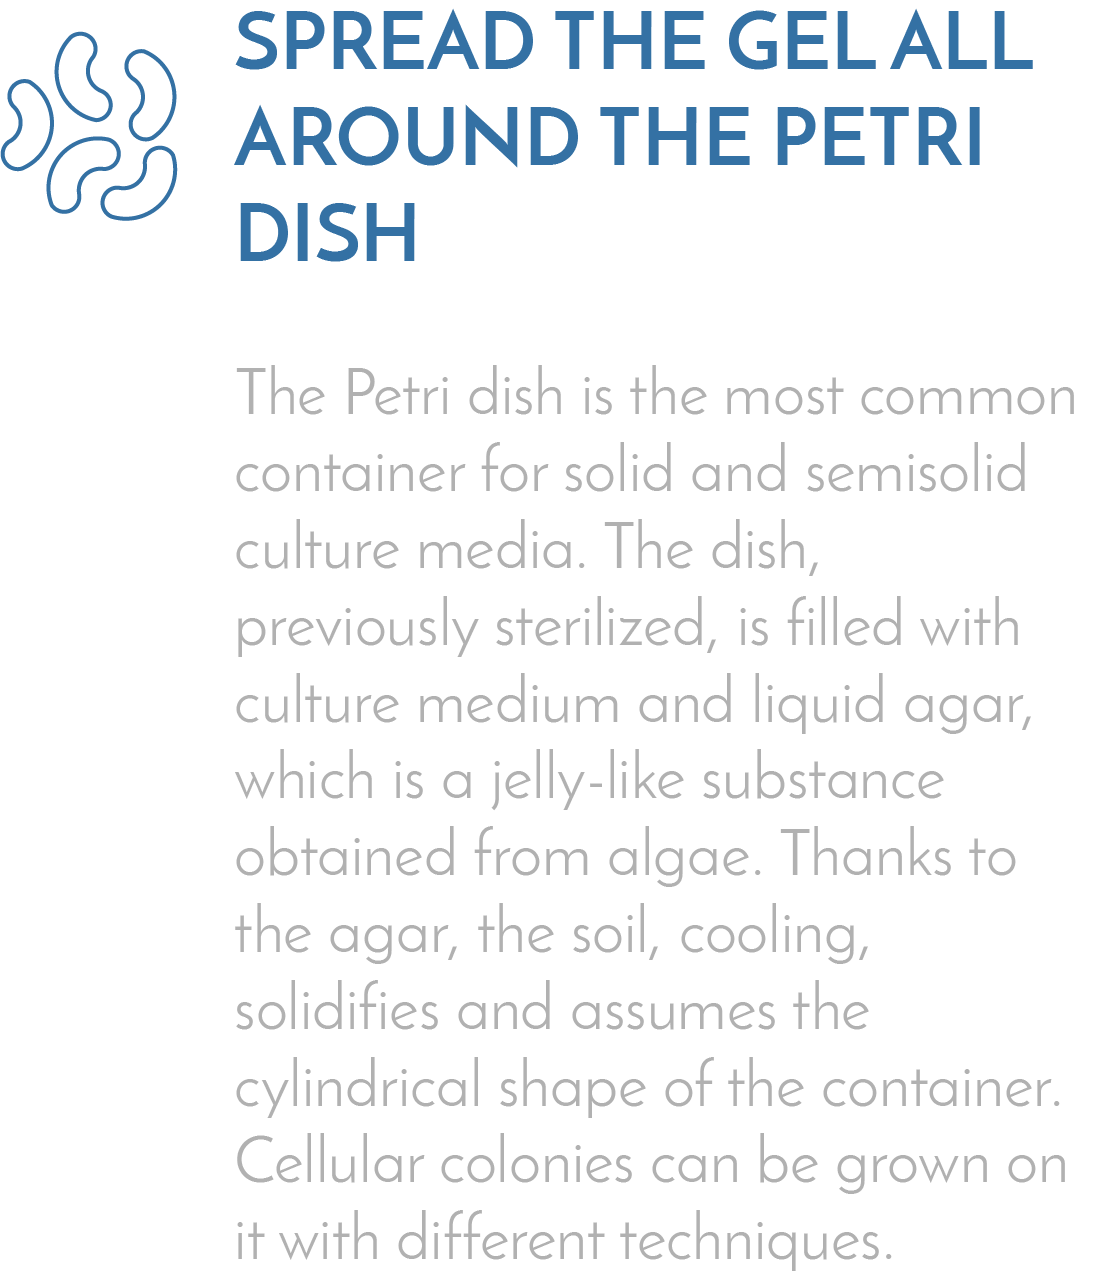 SPREAD THE GEL ALL
AROUND THE PETRI
DISH
The Petri dish is the most common
container for solid and semisolid
culture media. The dish,
previously sterilized, is filled with
culture medium and liquid agar,
which is a jelly-like substance
obtained from algae. Thanks to
the agar, the soil, cooling,
solidifies and assumes the
cylindrical shape of the container.
Cellular colonies can be grown on
it with different techniques.